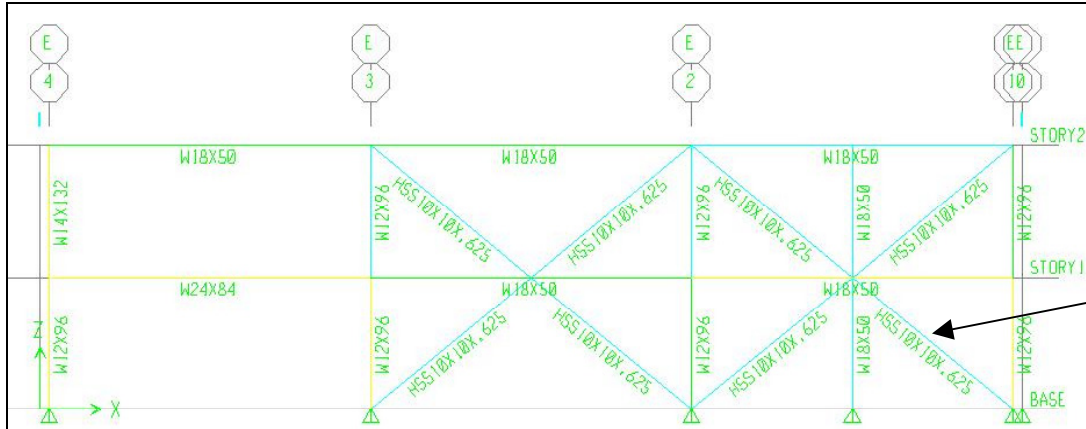 E E E EE
4 3 2 10
STORY2
W18X50 W18X50 W18X50
W14X132 HSS10X10X.625 W12X96 HSS10X10X.625 W12X96 HSS10X10X.625 W18X50 HSS10X10X.625 W12X96
STORY1
W24X84 W18X50 W18X50
Z W12X96 W12X96 HSS10X10X.625 HSS10X10X.625 W12X96 HSS10X10X.625 W18X50 HSS10X10X.625 W12X96
BASE
X